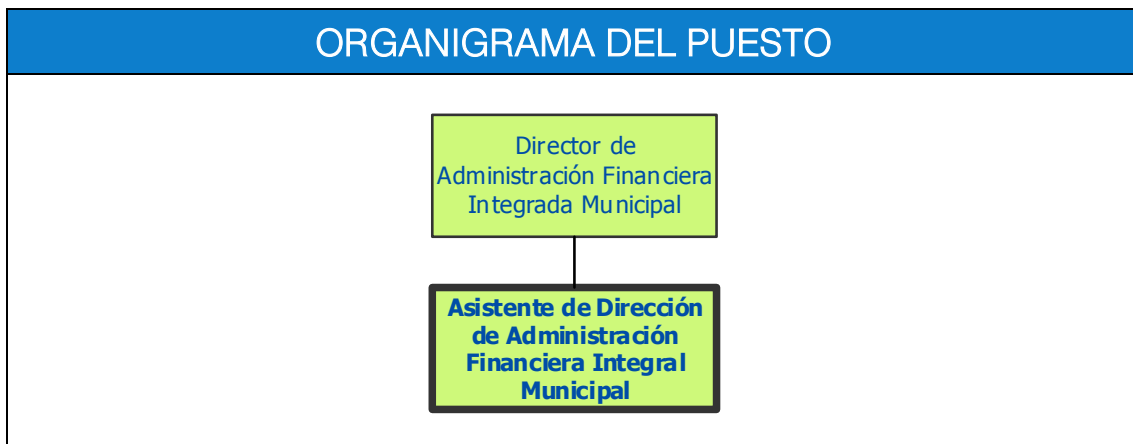 ORGANIGRAMA DEL PUESTO
Director de
Administración Financiera
Integrada Municipal
Asistente de Dirección
de Administración
Financiera Integral
Municipal